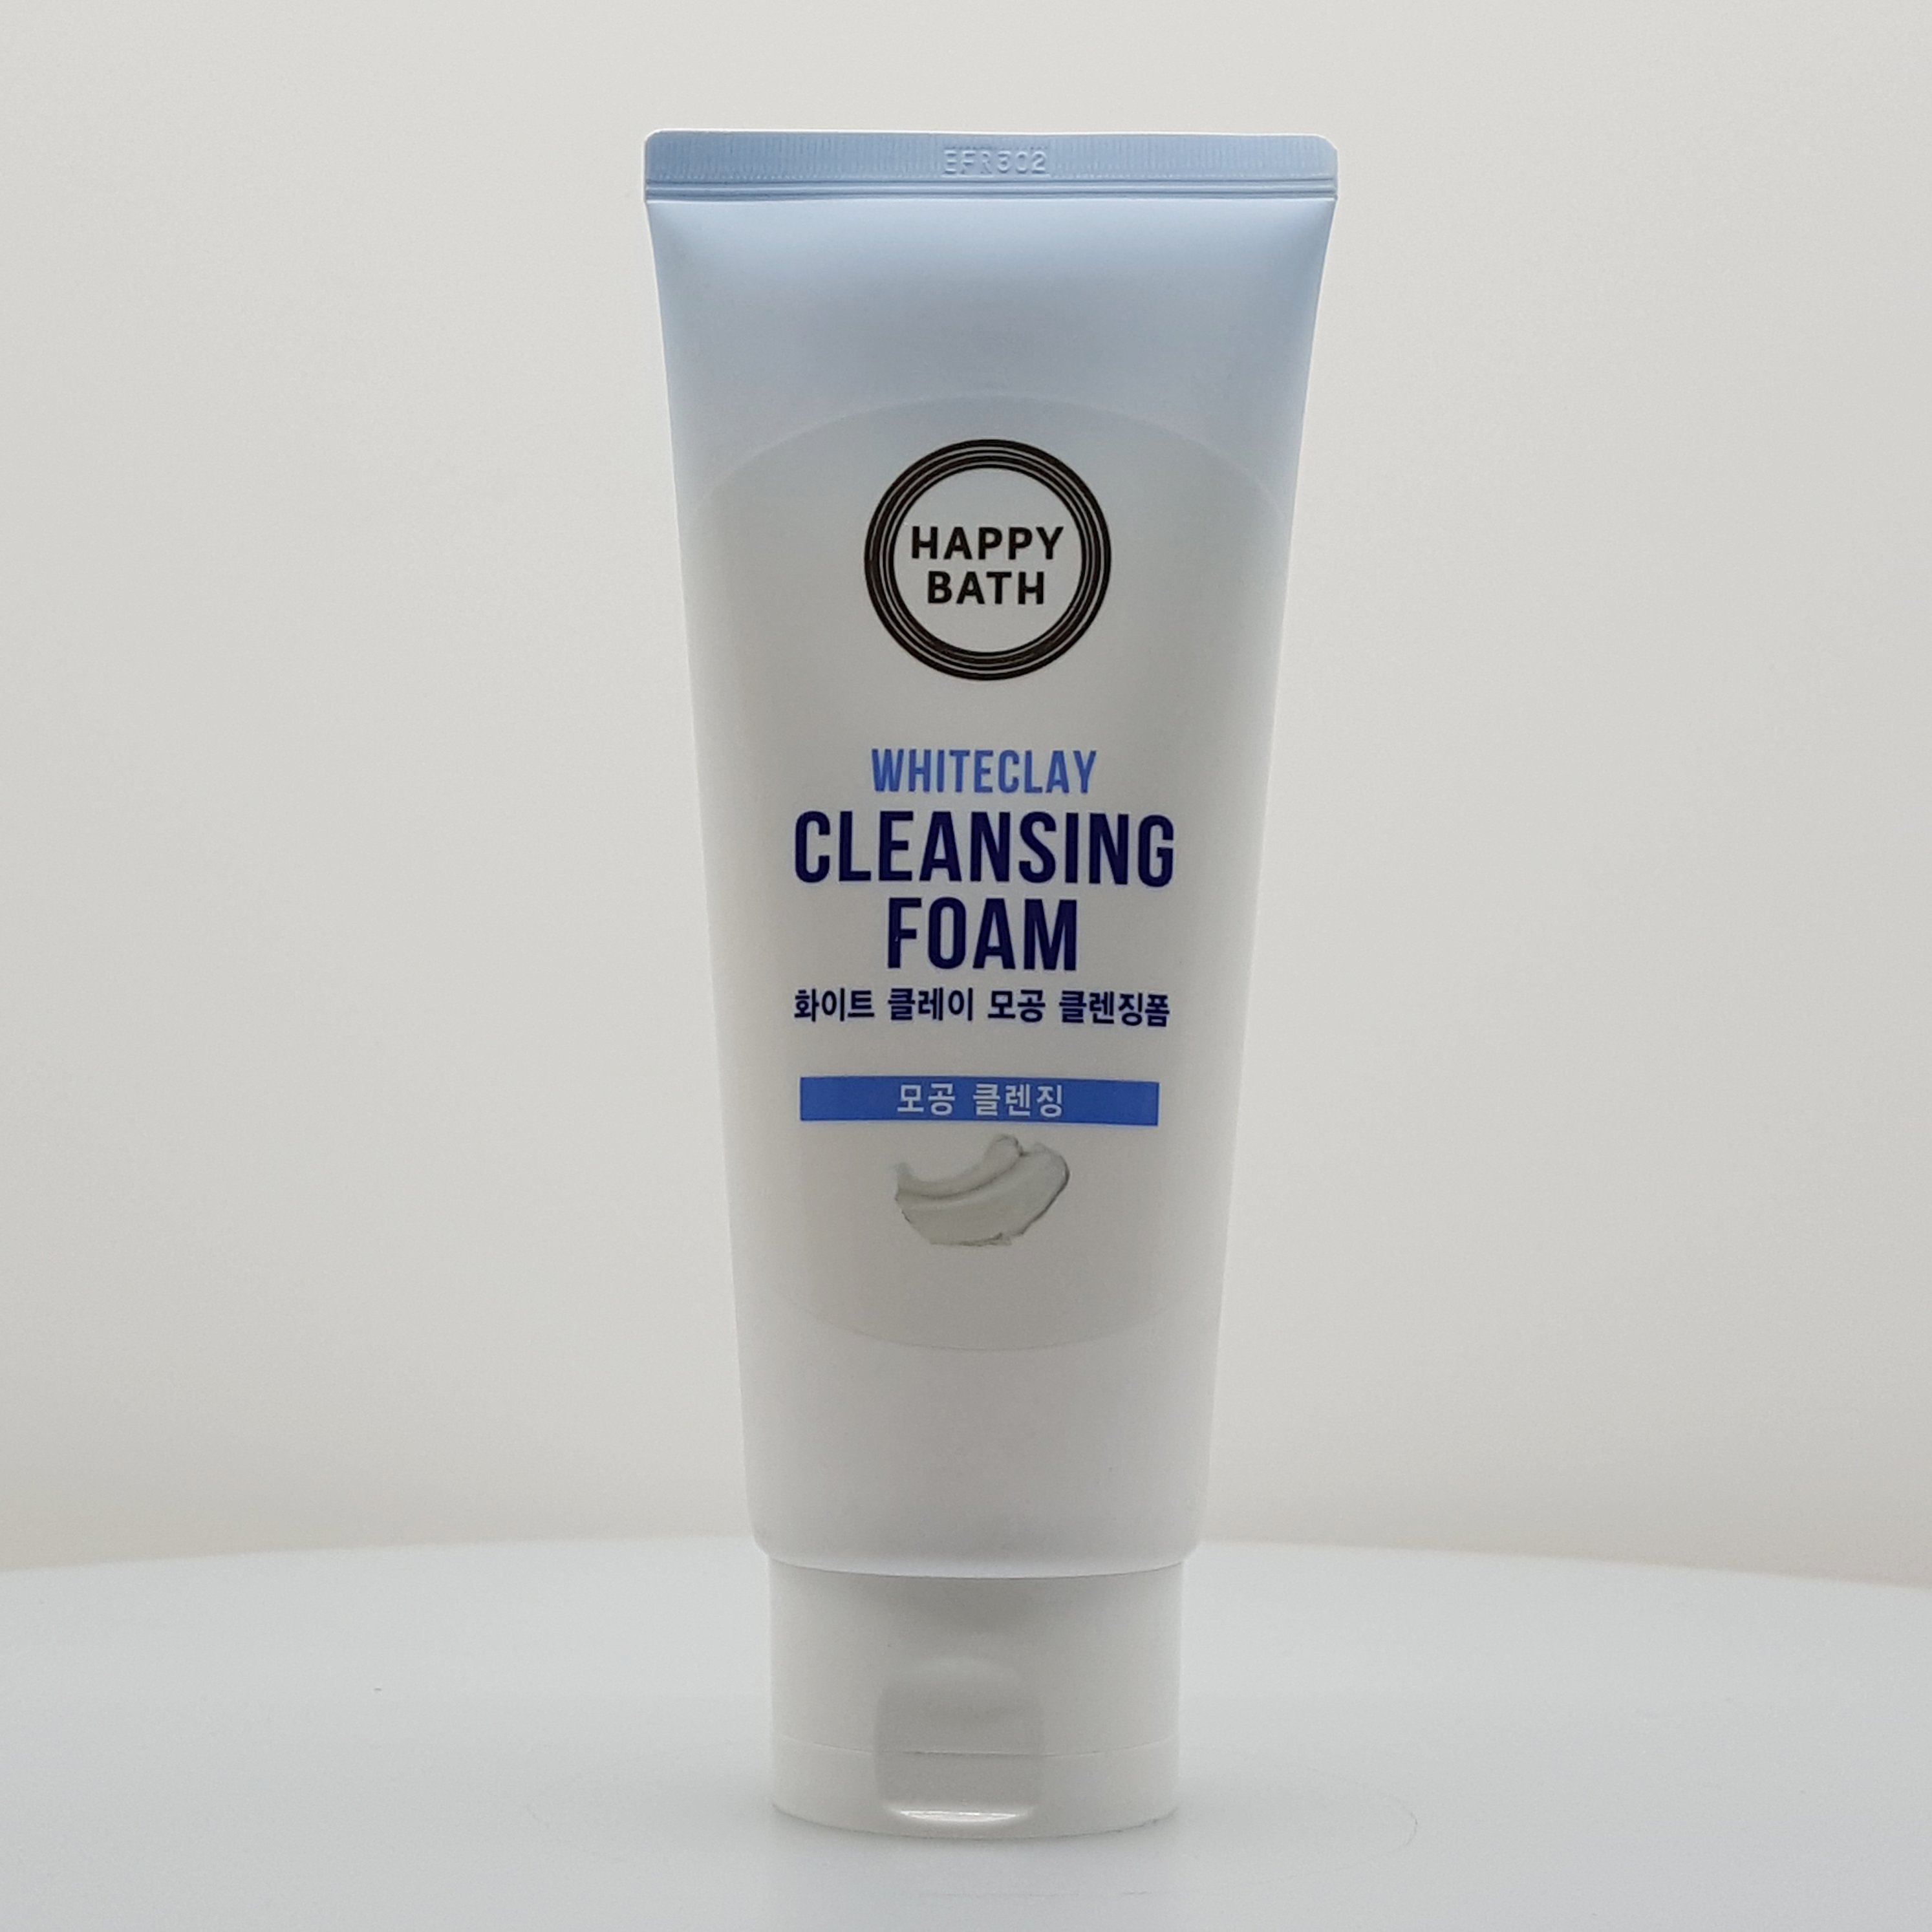 EFR302
HAPPY
BATH
WHITECLAY
CLEANSING
FOAM
화이트 클레이 모공 클렌징폼
모공 클렌징